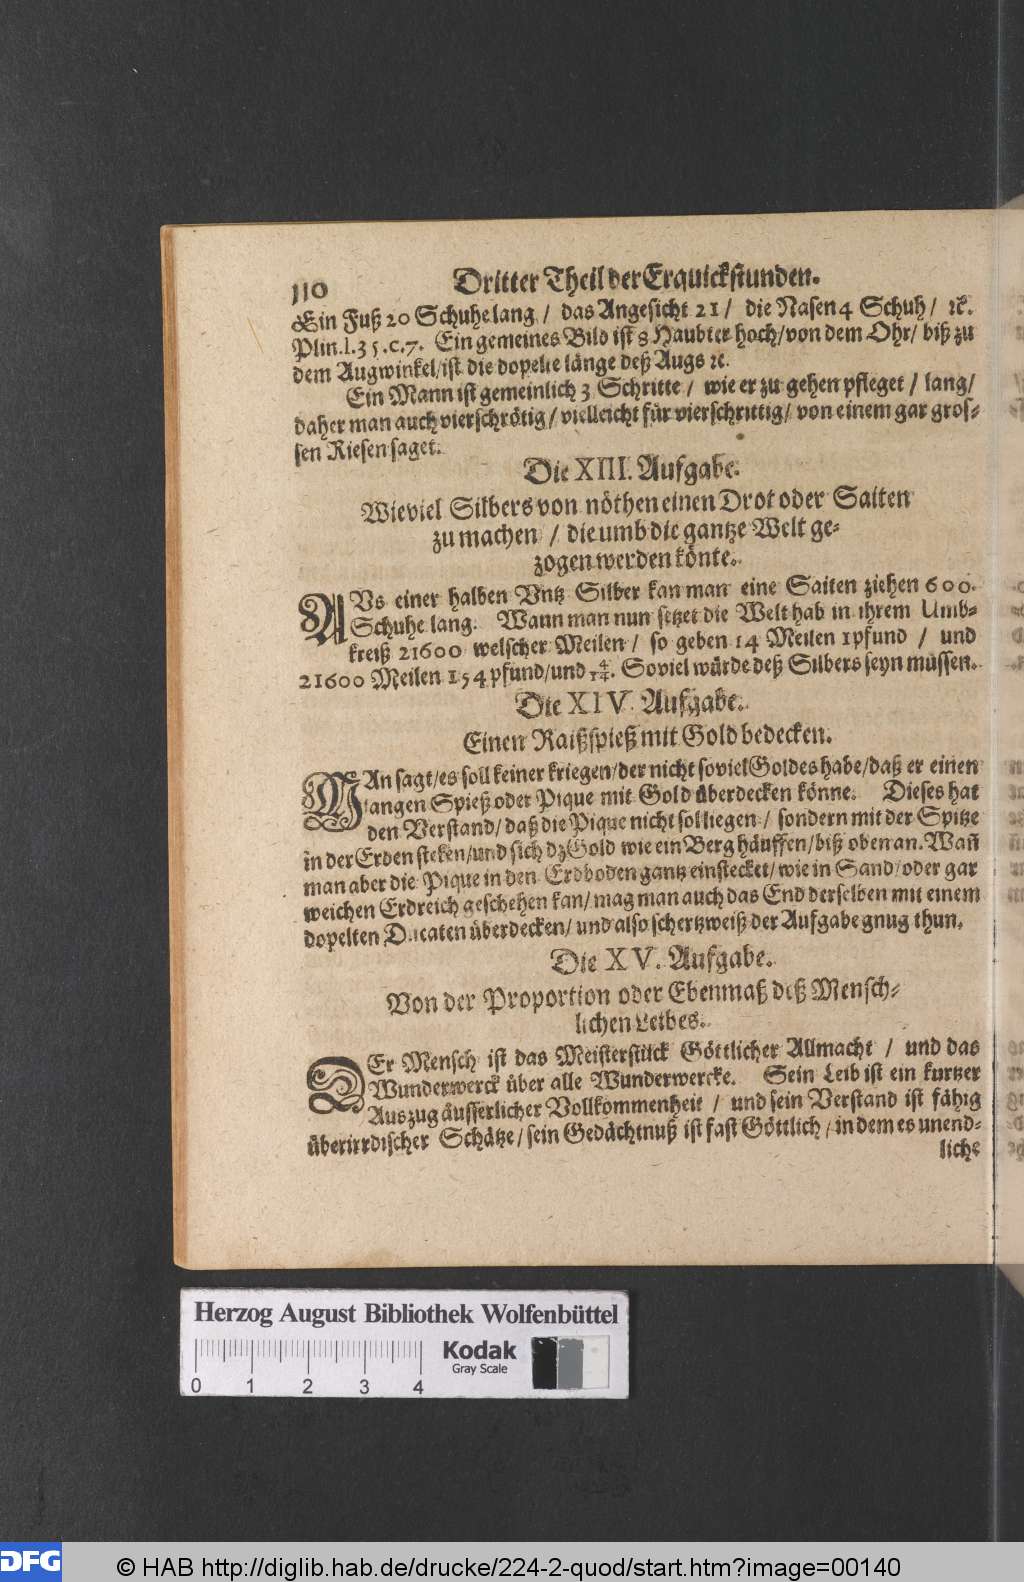 110 Dritter Theil der Erquickstunden.
Ein Fuß 20 Schuhe lang / das Angesicht 21 / die Nasen 4 Schuh / ꝛc.
Plin. l. 35. c. 7. Ein gemeines Bild ist 8 Haubter hoch / von dem Ohr / biß zu
dem Augwinkel / ist die dopelte länge deß Augs ꝛc.
Ein Mann ist gemeinlich 3 Schritte / wie er zu gehen pfleget / lang /
daher man auch vierschrötig / vielleicht für vierschrittig / von einem gar gros-
sen Riesen saget.
Die XIII. Aufgabe.
Wieviel Silbers von nöthen einen Drot oder Saiten
zu machen / die umb die gantze Welt ge-
zogen werden könte.
AUs einer halben Vntz Silber kan man eine Saiten ziehen 600.
Schuhe lang. Wann man nun setzet die Welt hab in ihrem Umb-
kreiß 21600 welscher Meilen / so geben 14 Meilen 1 pfund / und
21600 Meilen 154 pfund / und 4/14. Soviel würde deß Silbers seyn müssen.
Die XIV. Aufgabe.
Einen Raißspieß mit Gold bedecken.
MAn sagt / es soll keiner kriegen / der nicht soviel Goldes habe / daß er einen
langen Spieß oder Pique mit Gold überdecken könne. Dieses hat
den Verstand / daß die Pique nicht sol liegen / sondern mit der Spitze
in der Erden steken / und sich dz Gold wie ein Berg häuffen / biß oben an. Wañ
man aber die Pique in den Erdboden gantz einstecket / wie in Sand / oder gar
weichen Erdreich geschehen kan / mag man auch das End derselben mit einem
dopelten Ducaten überdecken / und also schertzweiß der Aufgabe gnug thun.
Die XV. Aufgabe.
Von der Proportion oder Ebenmaß deß Mensch-
lichen Leibes.
DEr Mensch ist das Meisterstück Göttlicher Allmacht / und das
Wunderwerck über alle Wunderwercke. Sein Leib ist ein kurtzer
Auszug äusserlicher Vollkommenheit / und sein Verstand ist fähig
überirrdischer Schätze / sein Gedächtnuß ist fast Göttlich / in dem es unend-
liche
Herzog August Bibliothek Wolfenbüttel
Kodak
Gray Scale
0 1 2 3 4
DFG
© HAB http://diglib.hab.de/drucke/224-2-quod/start.htm?image=00140